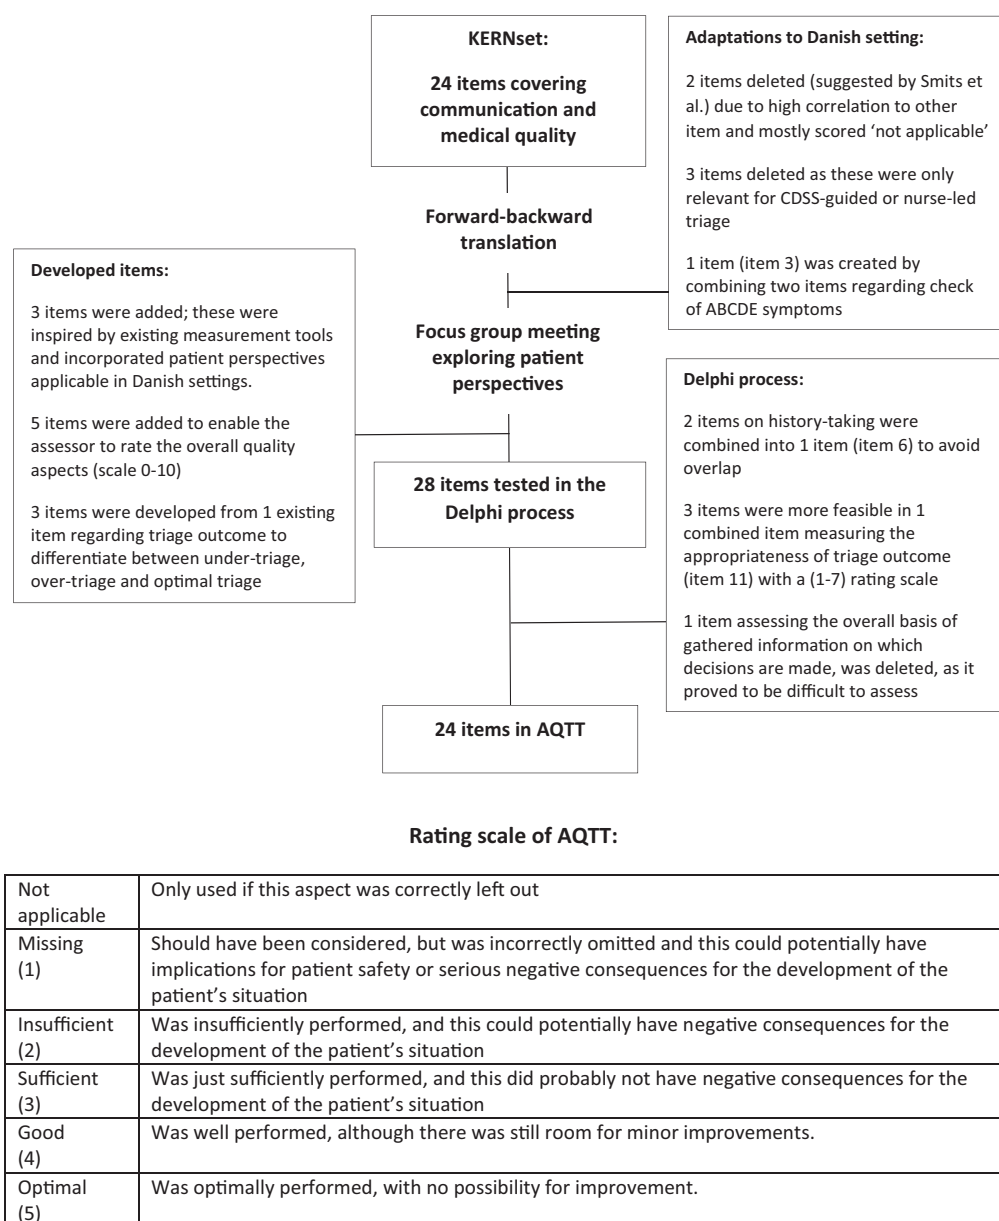 KERNset:
24 items covering
communication and
medical quality
Adaptations to Danish setting:
2 items deleted (suggested by Smits et
al.) due to high correlation to other
item and mostly scored ‘not applicable’
3 items deleted as these were only
relevant for CDSS-guided or nurse-led
triage
1 item (item 3) was created by
combining two items regarding check
of ABCDE symptoms
Forward-backward
translation
Developed items:
3 items were added; these were
inspired by existing measurement tools
and incorporated patient perspectives
applicable in Danish settings.
5 items were added to enable the
assessor to rate the overall quality
aspects (scale 0-10)
3 items were developed from 1 existing
item regarding triage outcome to
differentiate between under-triage,
over-triage and optimal triage
Focus group meeting
exploring patient
perspectives
Delphi process:
2 items on history-taking were
combined into 1 item (item 6) to avoid
overlap
3 items were more feasible in 1
combined item measuring the
appropriateness of triage outcome
(item 11) with a (1-7) rating scale
1 item assessing the overall basis of
gathered information on which
decisions are made, was deleted, as it
proved to be difficult to assess
28 items tested in the
Delphi process
24 items in AQTT
Rating scale of AQTT:
Not
applicable
Only used if this aspect was correctly left out
Missing
(1)
Should have been considered, but was incorrectly omitted and this could potentially have
implications for patient safety or serious negative consequences for the development of the
patient’s situation
Insufficient
(2)
Was insufficiently performed, and this could potentially have negative consequences for the
development of the patient’s situation
Sufficient
(3)
Was just sufficiently performed, and this did probably not have negative consequences for the
development of the patient’s situation
Good
(4)
Was well performed, although there was still room for minor improvements.
Optimal
(5)
Was optimally performed, with no possibility for improvement.